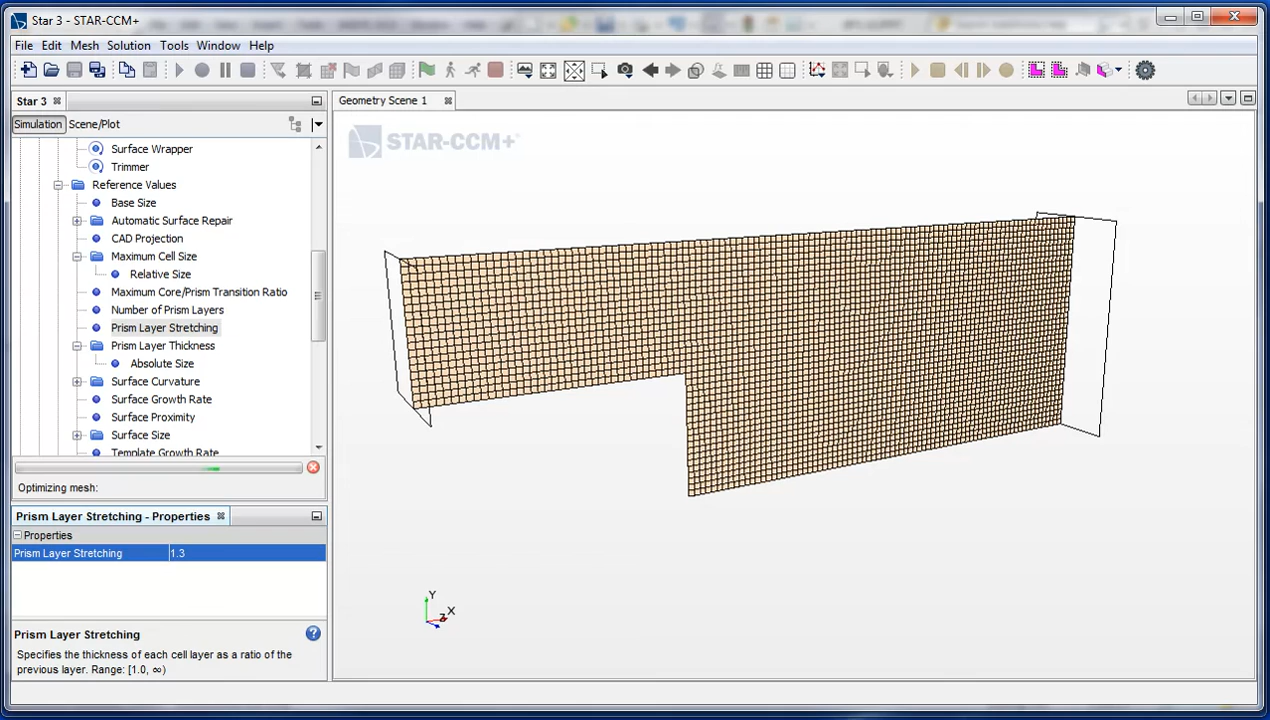 Star 3 - STAR-CCM+
File Edit Mesh Solution Tools Window Help
Star 3
Geometry Scene 1
Simulation Scene/Plot
STAR-CCM+
Surface Wrapper
Trimmer
Reference Values
Base Size
Automatic Surface Repair
CAD Projection
Maximum Cell Size
Relative Size
Maximum Core/Prism Transition Ratio
Number of Prism Layers
Prism Layer Stretching
Prism Layer Thickness
Absolute Size
Surface Curvature
Surface Growth Rate
Surface Proximity
Surface Size
Template Growth Rate
Optimizing mesh:
Prism Layer Stretching - Properties
Properties
Prism Layer Stretching 1.3
Y
X
Z
Prism Layer Stretching
Specifies the thickness of each cell layer as a ratio of the
previous layer. Range: [1.0, ∞)